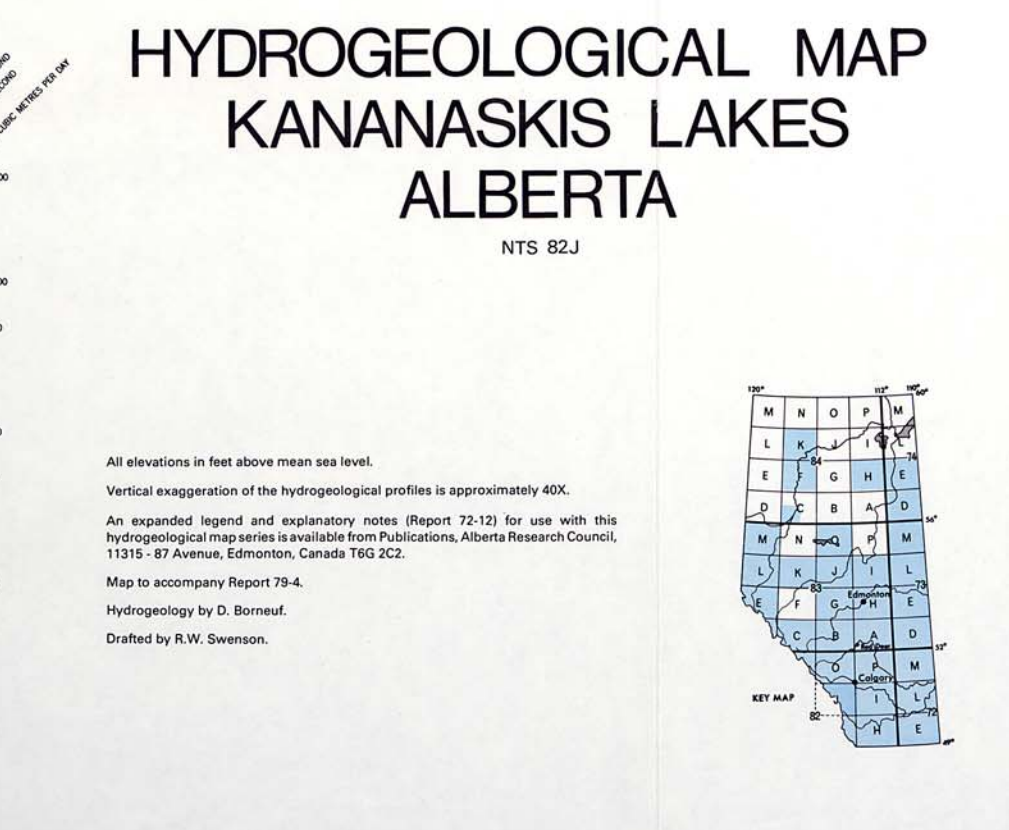 HYDROGEOLOGICAL MAP
KANANASKIS LAKES
ALBERTA
NTS 82J
CUBIC METRES PER DAY
All elevations in feet above mean sea level.
Vertical exaggeration of the hydrogeological profiles is approximately 40X.
An expanded legend and explanatory notes (Report 72-12) for use with this
hydrogeological map series is available from Publications, Alberta Research Council,
11315 - 87 Avenue, Edmonton, Canada T6G 2C2.
Map to accompany Report 79-4.
Hydrogeology by D. Borneuf.
Drafted by R.W. Swenson.
120° 112° 110° 60°
M N O P M
L K J I L
84 74
E F G H E
D C B A D
56°
M N O P M
L K J I L
83 73
Edmonton
E F G H E
C B A D
Red Deer 52°
O P M
Calgary
KEY MAP
J I L
82 72
H E
49°